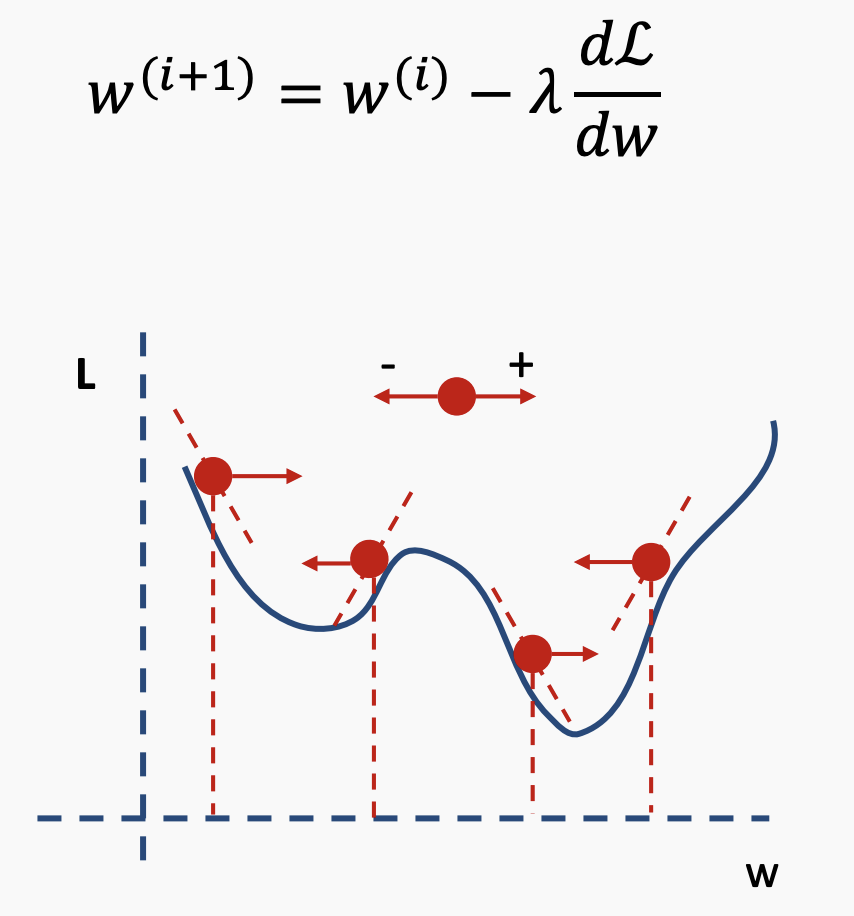 w^(i+1) = w^(i) − λ dℒ/dw
L
- +
w